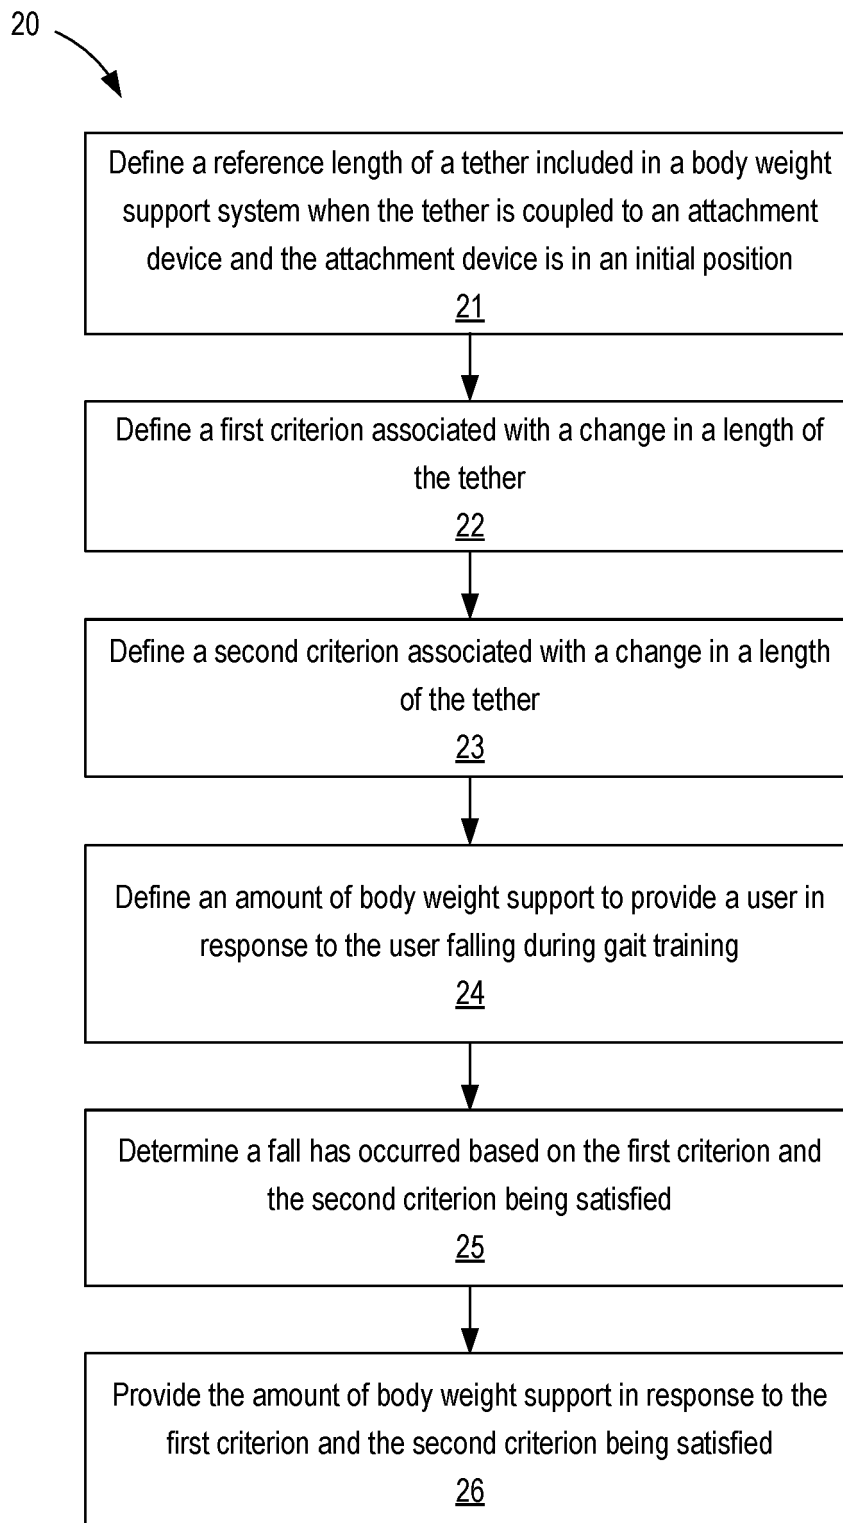 20
Define a reference length of a tether included in a body weight
support system when the tether is coupled to an attachment
device and the attachment device is in an initial position
21
Define a first criterion associated with a change in a length of
the tether
22
Define a second criterion associated with a change in a length
of the tether
23
Define an amount of body weight support to provide a user in
response to the user falling during gait training
24
Determine a fall has occurred based on the first criterion and
the second criterion being satisfied
25
Provide the amount of body weight support in response to the
first criterion and the second criterion being satisfied
26